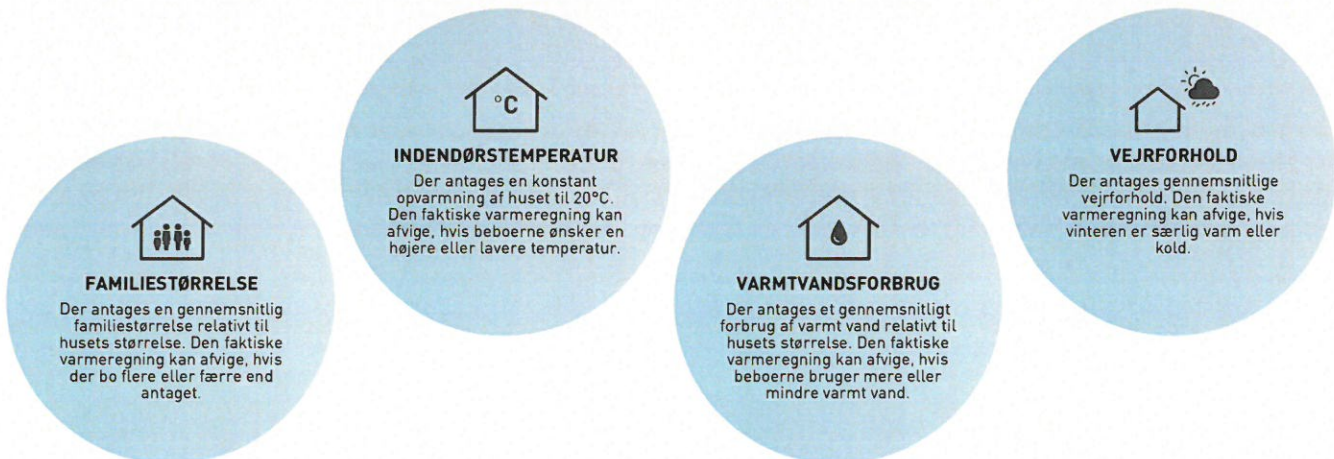 FAMILIESTØRRELSE
Der antages en gennemsnitlig
familiestørrelse relativt til
husets størrelse. Den faktiske
varmeregning kan afvige, hvis
der bo flere eller færre end
antaget.
°C
INDENDØRSTEMPERATUR
Der antages en konstant
opvarmning af huset til 20°C.
Den faktiske varmeregning kan
afvige, hvis beboerne ønsker en
højere eller lavere temperatur.
VARMTVANDSFORBRUG
Der antages et gennemsnitligt
forbrug af varmt vand relativt til
husets størrelse. Den faktiske
varmeregning kan afvige, hvis
beboerne bruger mere eller
mindre varmt vand.
VEJRFORHOLD
Der antages gennemsnitlige
vejrforhold. Den faktiske
varmeregning kan afvige, hvis
vinteren er særlig varm eller
kold.